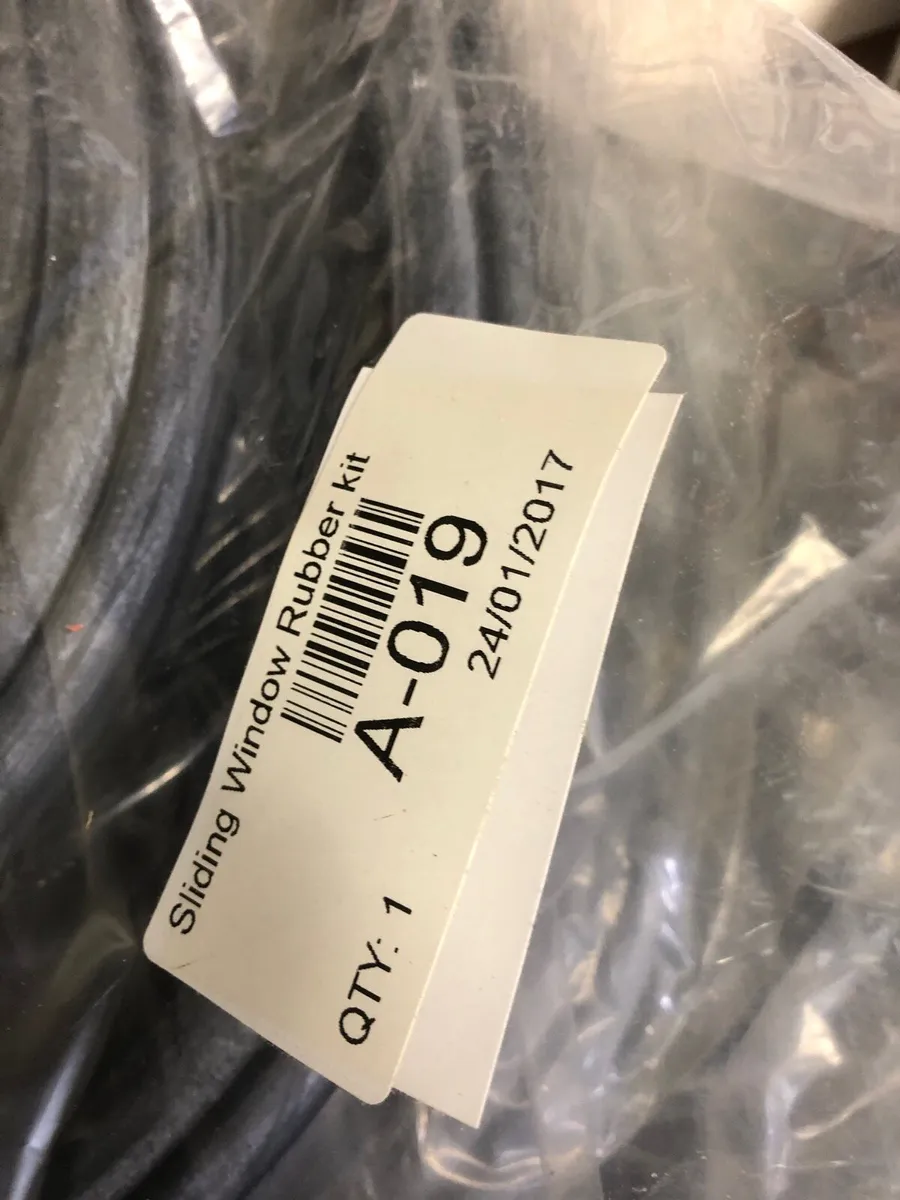 Sliding Window Rubber kit
A-019
QTY: 1
24/01/2017